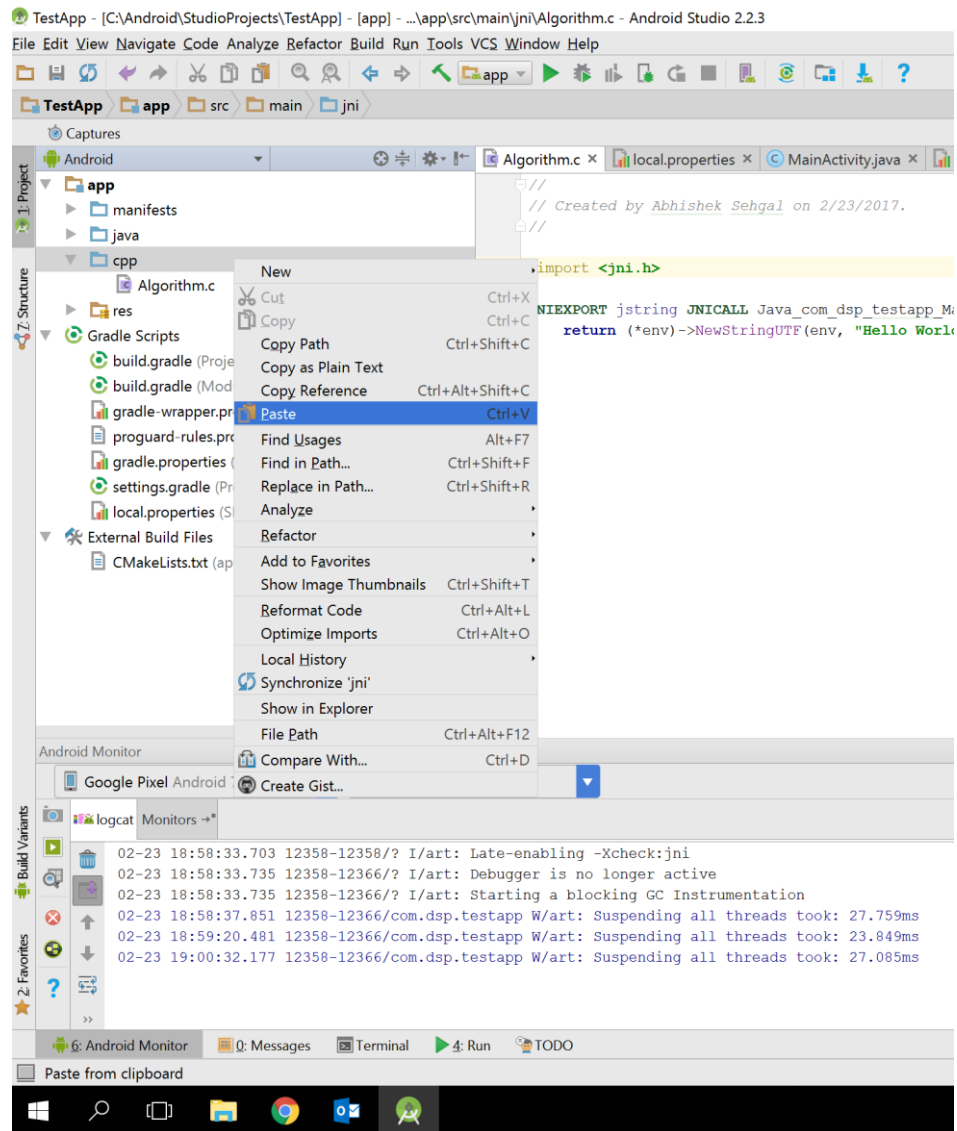 TestApp - [C:\Android\StudioProjects\TestApp] - [app] - ...\app\src\main\jni\Algorithm.c - Android Studio 2.2.3
File Edit View Navigate Code Analyze Refactor Build Run Tools VCS Window Help
app
TestApp app src main jni
Captures
Android
Algorithm.c × local.properties × MainActivity.java ×
1: Project
Z: Structure
Build Variants
2: Favorites
app
manifests
java
cpp
Algorithm.c
res
Gradle Scripts
build.gradle (Proje
build.gradle (Mod
gradle-wrapper.pr
proguard-rules.pro
gradle.properties (
settings.gradle (Pr
local.properties (S
External Build Files
CMakeLists.txt (ap
//
// Created by Abhishek Sehgal on 2/23/2017.
//
import <jni.h>
NIEXPORT jstring JNICALL Java_com_dsp_testapp_Ma
return (*env)->NewStringUTF(env, "Hello Worl
New
Cut Ctrl+X
Copy Ctrl+C
Copy Path Ctrl+Shift+C
Copy as Plain Text
Copy Reference Ctrl+Alt+Shift+C
Paste Ctrl+V
Find Usages Alt+F7
Find in Path... Ctrl+Shift+F
Replace in Path... Ctrl+Shift+R
Analyze
Refactor
Add to Favorites
Show Image Thumbnails Ctrl+Shift+T
Reformat Code Ctrl+Alt+L
Optimize Imports Ctrl+Alt+O
Local History
Synchronize 'jni'
Show in Explorer
File Path Ctrl+Alt+F12
Compare With... Ctrl+D
Create Gist...
Android Monitor
Google Pixel Android
logcat Monitors →"
02-23 18:58:33.703 12358-12358/? I/art: Late-enabling -Xcheck:jni
02-23 18:58:33.735 12358-12366/? I/art: Debugger is no longer active
02-23 18:58:33.735 12358-12366/? I/art: Starting a blocking GC Instrumentation
02-23 18:58:37.851 12358-12366/com.dsp.testapp W/art: Suspending all threads took: 27.759ms
02-23 18:59:20.481 12358-12366/com.dsp.testapp W/art: Suspending all threads took: 23.849ms
02-23 19:00:32.177 12358-12366/com.dsp.testapp W/art: Suspending all threads took: 27.085ms
>>
6: Android Monitor 0: Messages Terminal 4: Run TODO
Paste from clipboard